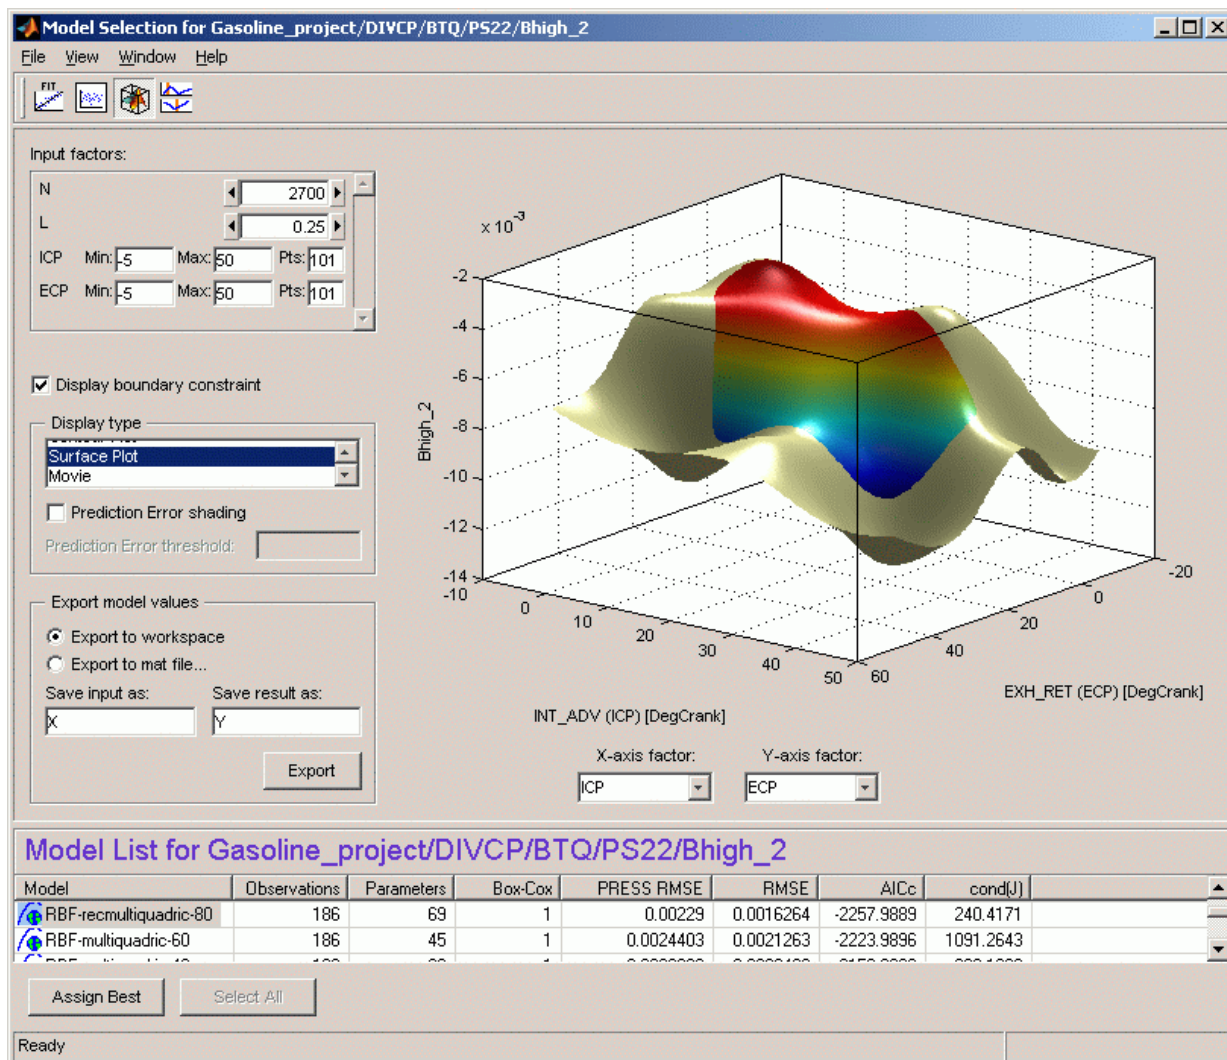 Model Selection for Gasoline_project/DIVCP/BTQ/PS22/Bhigh_2
File View Window Help
FIT
Input factors:
N 2700
L 0.25
ICP Min: -5 Max: 50 Pts: 101
ECP Min: -5 Max: 50 Pts: 101
Display boundary constraint
Display type
Surface Plot
Movie
Prediction Error shading
Prediction Error threshold:
Export model values
Export to workspace
Export to mat file...
Save input as: Save result as:
X Y
Export
x 10-3
-2
-4
-6
-8
-10
-12
-14
Bhigh_2
-10 0 10 20 30 40 50
60 40 20 0 -20
INT_ADV (ICP) [DegCrank]
EXH_RET (ECP) [DegCrank]
X-axis factor: Y-axis factor:
ICP ECP
Model List for Gasoline_project/DIVCP/BTQ/PS22/Bhigh_2
Model Observations Parameters Box-Cox PRESS RMSE RMSE AICc cond(J)
RBF-recmultiquadric-80 186 69 1 0.00229 0.0016264 -2257.9889 240.4171
RBF-multiquadric-60 186 45 1 0.0024403 0.0021263 -2223.9896 1091.2643
Assign Best Select All
Ready